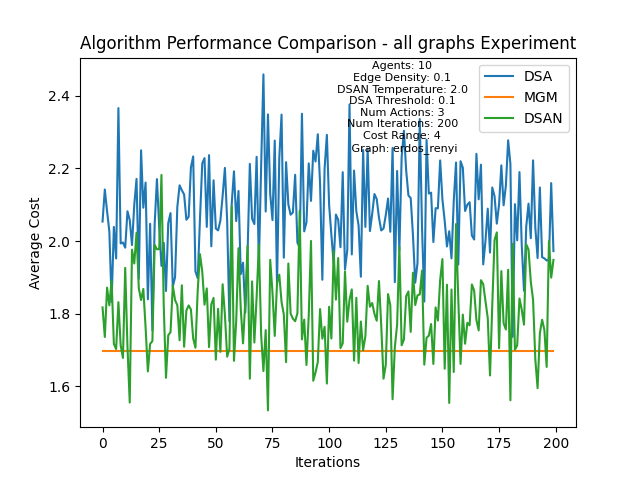 Algorithm Performance Comparison - all graphs Experiment
Agents: 10
Edge Density: 0.1
DSAN Temperature: 2.0
DSA Threshold: 0.1
Num Actions: 3
Num Iterations: 200
Cost Range: 4
Graph: erdos_renyi
DSA
MGM
DSAN
Average Cost
2.4
2.2
2.0
1.8
1.6
0 25 50 75 100 125 150 175 200
Iterations